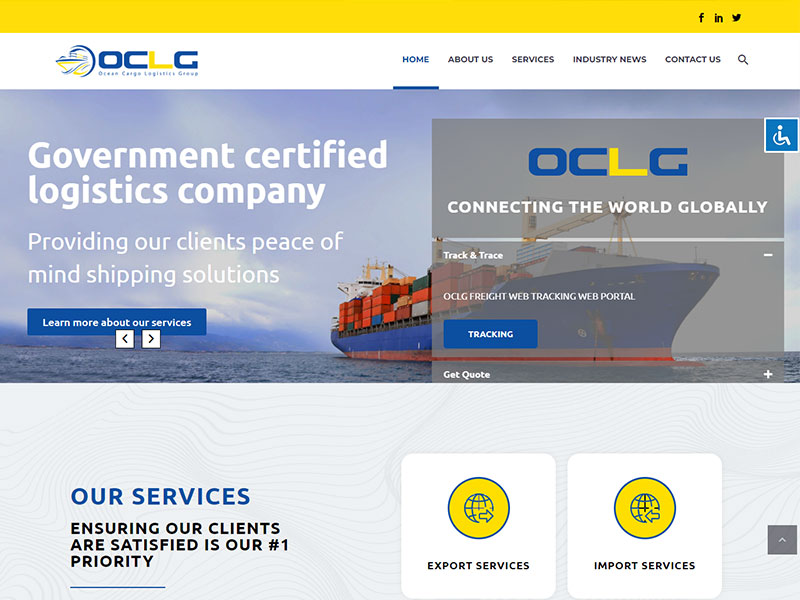 OCLG
Ocean Cargo Logistics Group
HOME
ABOUT US
SERVICES
INDUSTRY NEWS
CONTACT US
Government certified
logistics company
Providing our clients peace of
mind shipping solutions
Learn more about our services
OCLG
CONNECTING THE WORLD GLOBALLY
Track & Trace
OCLG FREIGHT WEB TRACKING WEB PORTAL
TRACKING
Get Quote
OUR SERVICES
ENSURING OUR CLIENTS
ARE SATISFIED IS OUR #1
PRIORITY
EXPORT SERVICES
IMPORT SERVICES